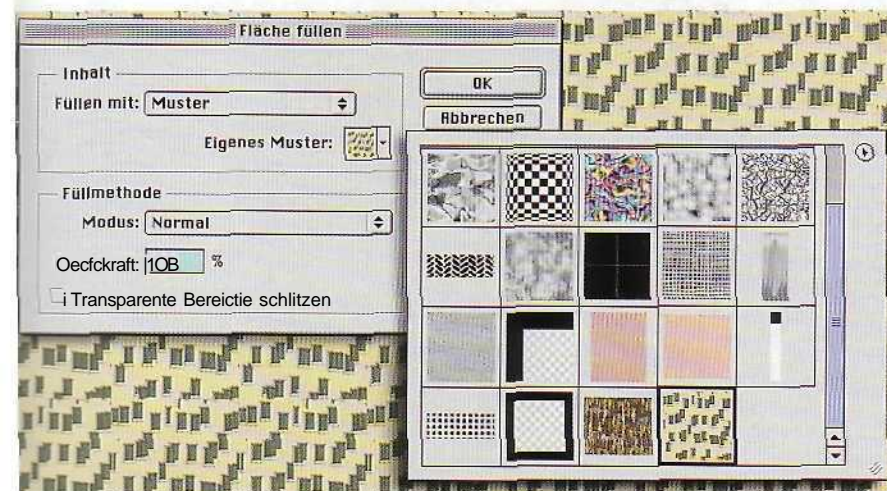 Fläche füllen
Inhalt
Füllen mit: Muster
Eigenes Muster:
OK
Abbrechen
Füllmethode
Modus: Normal
Oecfckraft: 1OB %
i Transparente Bereictie schlitzen